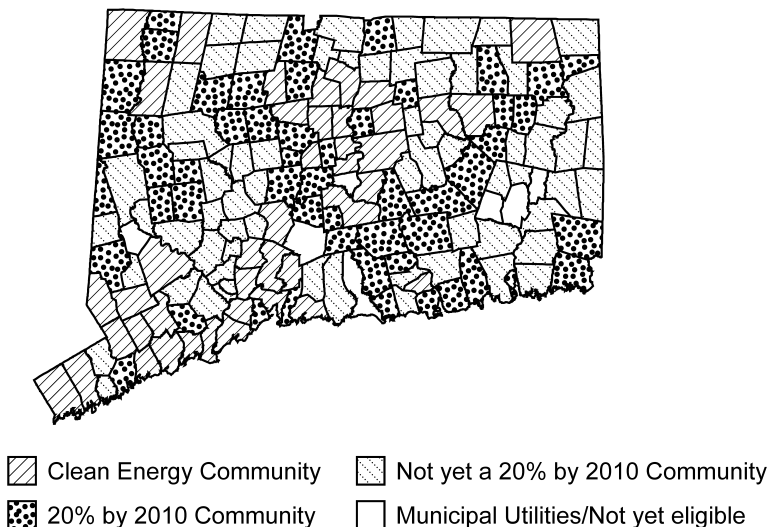 Clean Energy Community
Not yet a 20% by 2010 Community
20% by 2010 Community
Municipal Utilities/Not yet eligible